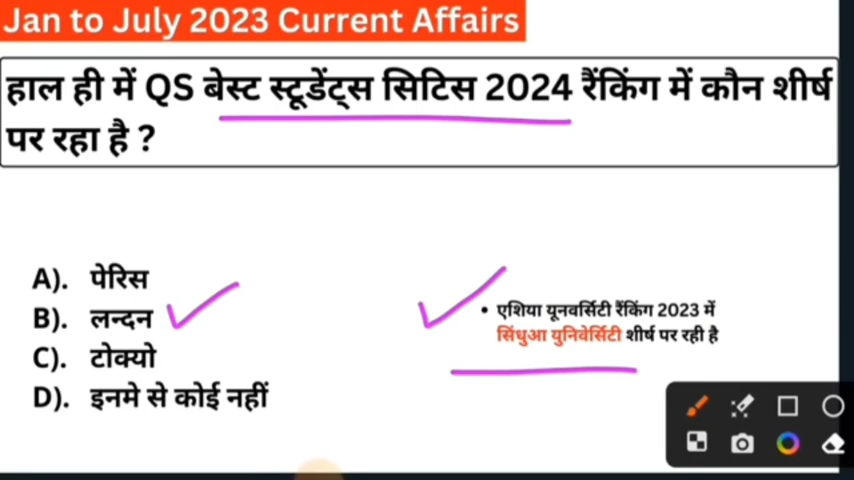 Jan to July 2023 Current Affairs
हाल ही में QS बेस्ट स्टूडेंट्स सिटिस 2024 रैंकिंग में कौन शीर्ष
पर रहा है ?
A). पेरिस
B). लन्दन
C). टोक्यो
D). इनमे से कोई नहीं
• एशिया यूनवर्सिटी रैंकिंग 2023 में
सिंधुआ युनिवेर्सिटी शीर्ष पर रही है